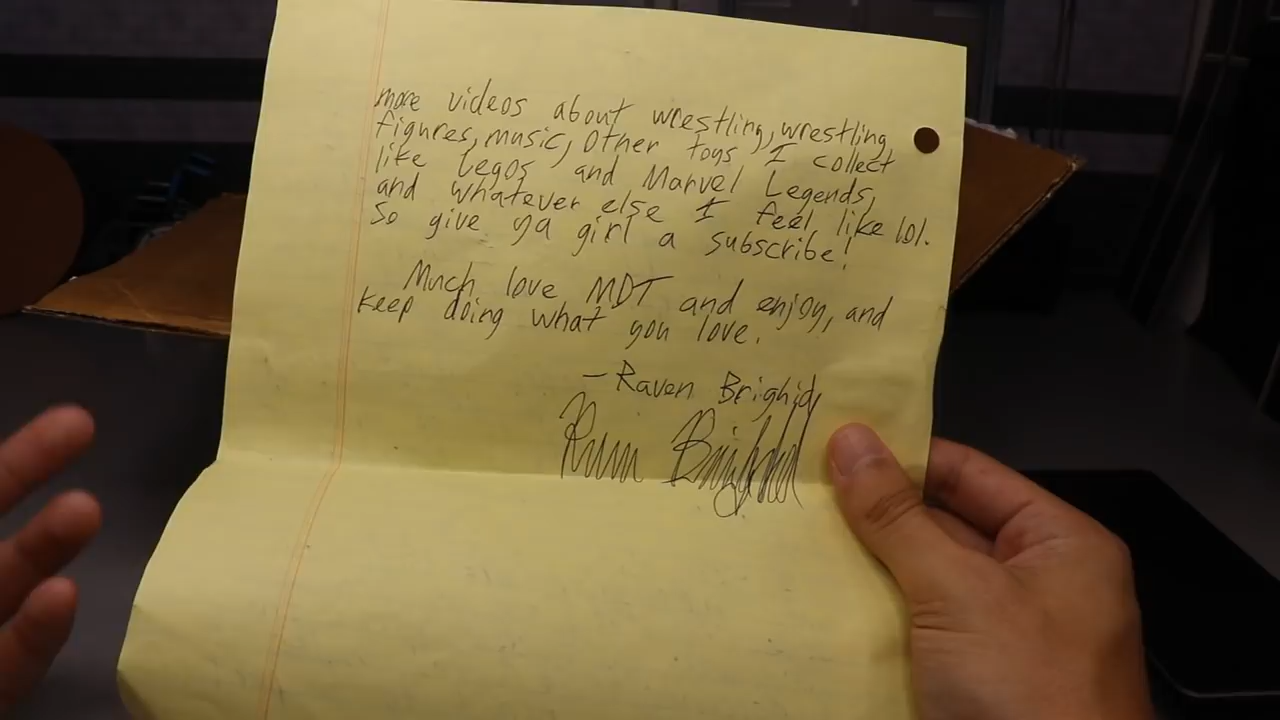 more videos about wrestling, wrestling
figures, music, other toys I collect
like Legos and Marvel Legends,
and whatever else I feel like lol.
So give ya girl a subscribe!
Much love MDT and enjoy, and
keep doing what you love.
- Raven Brighid